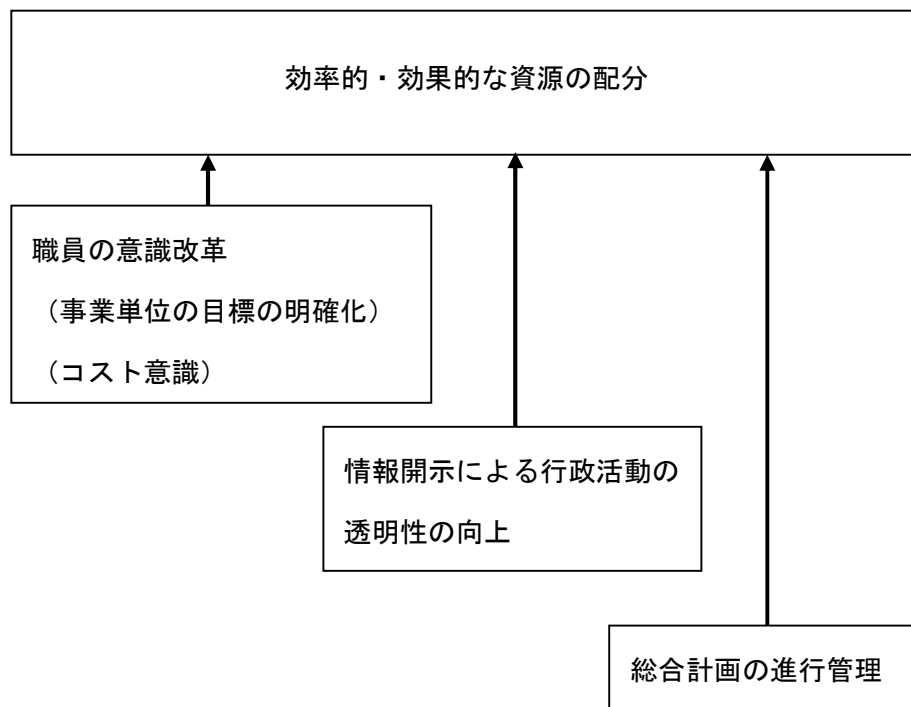 効率的・効果的な資源の配分
職員の意識改革
（事業単位の目標の明確化）
（コスト意識）
情報開示による行政活動の
透明性の向上
総合計画の進行管理